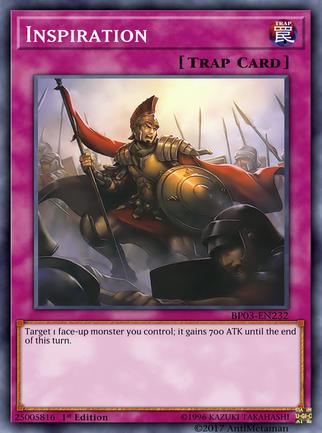 Inspiration
TRAP
罠
[Trap Card]
BP03-EN232
Target 1 face-up monster you control; it gains 700 ATK until the end
of this turn.
25005816 1st Edition ©1996 KAZUKI TAKAHASHI
©2017 AntiMetaman